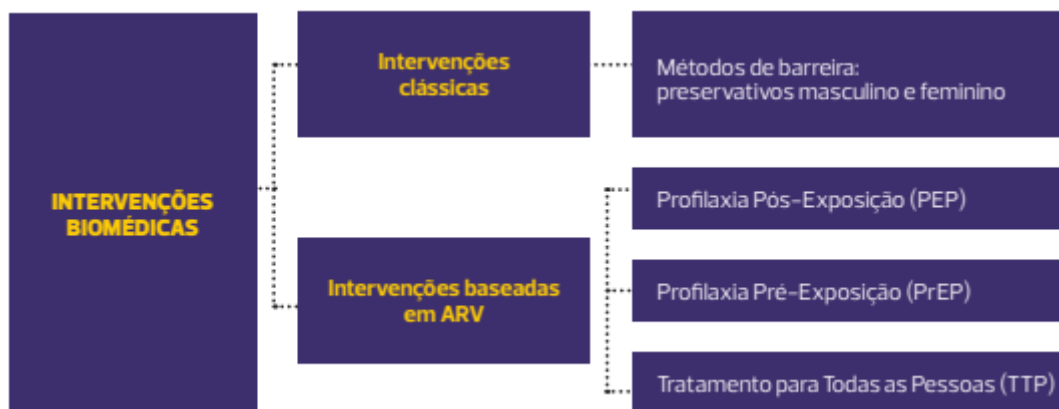 INTERVENÇÕES
BIOMÉDICAS
Intervenções
clássicas
Métodos de barreira:
preservativos masculino e feminino
Intervenções baseadas
em ARV
Profilaxia Pós-Exposição (PEP)
Profilaxia Pré-Exposição (PrEP)
Tratamento para Todas as Pessoas (TTP)